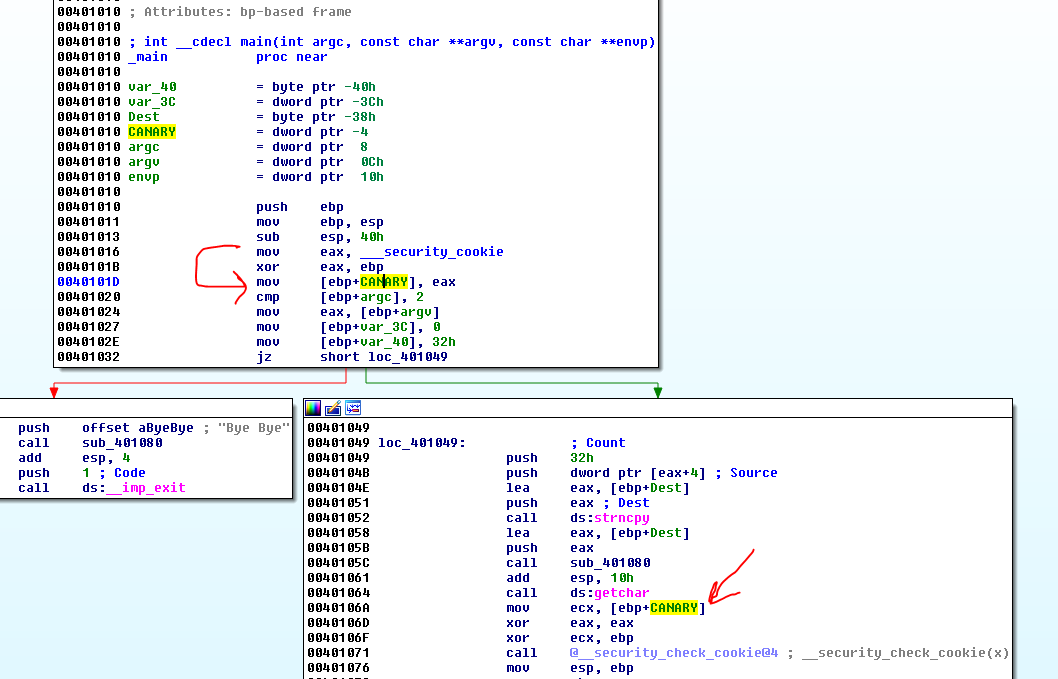 00401010 ; Attributes: bp-based frame
00401010
00401010 ; int __cdecl main(int argc, const char **argv, const char **envp)
00401010 _main proc near
00401010
00401010 var_40 = byte ptr -40h
00401010 var_3C = dword ptr -3Ch
00401010 Dest = byte ptr -38h
00401010 CANARY = dword ptr -4
00401010 argc = dword ptr 8
00401010 argv = dword ptr 0Ch
00401010 envp = dword ptr 10h
00401010
00401010 push ebp
00401011 mov ebp, esp
00401013 sub esp, 40h
00401016 mov eax, ___security_cookie
0040101B xor eax, ebp
0040101D mov [ebp+CANARY], eax
00401020 cmp [ebp+argc], 2
00401024 mov eax, [ebp+argv]
00401027 mov [ebp+var_3C], 0
0040102E mov [ebp+var_40], 32h
00401032 jz short loc_401049
push offset aByeBye ; "Bye Bye"
call sub_401080
add esp, 4
push 1 ; Code
call ds:__imp_exit
00401049
00401049 loc_401049: ; Count
00401049 push 32h
0040104B push dword ptr [eax+4] ; Source
0040104E lea eax, [ebp+Dest]
00401051 push eax ; Dest
00401052 call ds:strncpy
00401058 lea eax, [ebp+Dest]
0040105B push eax
0040105C call sub_401080
00401061 add esp, 10h
00401064 call ds:getchar
0040106A mov ecx, [ebp+CANARY]
0040106D xor eax, eax
0040106F xor ecx, ebp
00401071 call @__security_check_cookie@4 ; __security_check_cookie(x)
00401076 mov esp, ebp